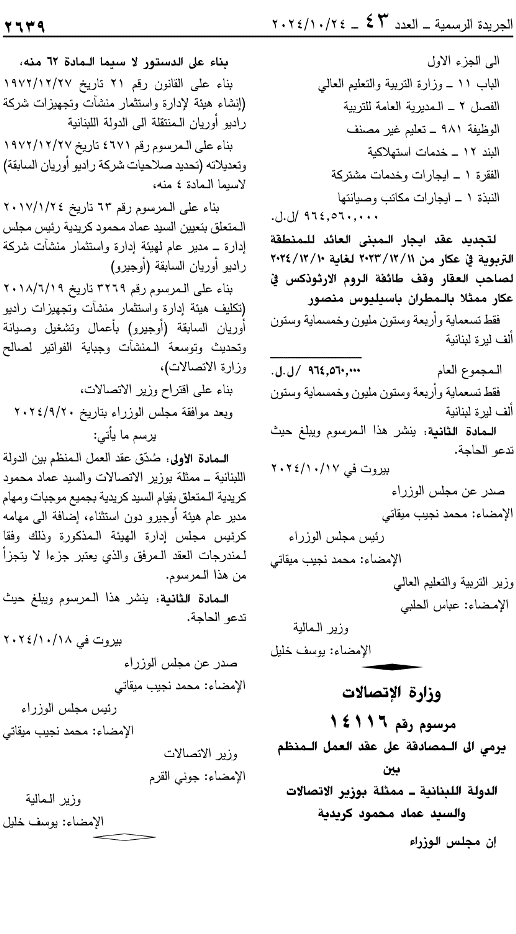 الجريدة الرسمية ــ العدد ٤٣ ــ ٢٠٢٤/١٠/٢٤
٢٦٣٩
الى الجزء الاول
الباب ١١ ــ وزارة التربية والتعليم العالي
الفصل ٢ ــ المديرية العامة للتربية
الوظيفة ٩٨١ ــ تعليم غير مصنف
البند ١٢ ــ خدمات استهلاكية
الفقرة ١ ــ ايجارات وخدمات مشتركة
النبذة ١ ــ ايجارات مكاتب وصيانتها
٩٦٤,٥٦٠,٠٠٠ /ل.ل.
لتجديد عقد ايجار المبنى العائد للمنطقة
التربوية في عكار من ٢٠٢٣/١٢/١١ لغاية ٢٠٢٤/١٢/١٠
لصاحب العقار وقف طائفة الروم الارثوذكس في
عكار ممثلا بالمطران باسيليوس منصور
فقط تسعماية وأربعة وستون مليون وخمسماية وستون
ألف ليرة لبنانية
المجموع العام ٩٦٤,٥٦٠,٠٠٠ /ل.ل.
فقط تسعماية وأربعة وستون مليون وخمسماية وستون
ألف ليرة لبنانية
المادة الثانية: ينشر هذا المرسوم ويبلغ حيث
تدعو الحاجة.
بيروت في ٢٠٢٤/١٠/١٧
صدر عن مجلس الوزراء
الإمضاء: محمد نجيب ميقاتي
رئيس مجلس الوزراء
الإمضاء: محمد نجيب ميقاتي
وزير التربية والتعليم العالي
الإمضاء: عباس الحلبي
وزير المالية
الإمضاء: يوسف خليل
وزارة الإتصالات
مرسوم رقم ١٤١١٦
يرمي الى المصادقة على عقد العمل المنظم
بين
الدولة اللبنانية ــ ممثلة بوزير الاتصالات
والسيد عماد محمود كريدية
إن مجلس الوزراء
بناء على الدستور لا سيما المادة ٦٢ منه،
بناء على القانون رقم ٢١ تاريخ ١٩٧٢/١٢/٢٧
(إنشاء هيئة لإدارة واستثمار منشآت وتجهيزات شركة
راديو أوريان المنتقلة الى الدولة اللبنانية
بناء على المرسوم رقم ٤٦٧١ تاريخ ١٩٧٢/١٢/٢٧
وتعديلاته (تحديد صلاحيات شركة راديو أوريان السابقة)
لاسيما المادة ٤ منه،
بناء على المرسوم رقم ٦٣ تاريخ ٢٠١٧/١/٢٤
المتعلق بتعيين السيد عماد محمود كريدية رئيس مجلس
إدارة ــ مدير عام لهيئة إدارة واستثمار منشآت شركة
راديو أوريان السابقة (أوجيرو)
بناء على المرسوم رقم ٣٢٦٩ تاريخ ٢٠١٨/٦/١٩
(تكليف هيئة إدارة واستثمار منشآت وتجهيزات راديو
أوريان السابقة (أوجيرو) بأعمال وتشغيل وصيانة
وتحديث وتوسعة المنشآت وجباية الفواتير لصالح
وزارة الاتصالات)،
بناء على اقتراح وزير الاتصالات،
وبعد موافقة مجلس الوزراء بتاريخ ٢٠٢٤/٩/٢٠
يرسم ما يأتي:
المادة الأولى: صُدّق عقد العمل المنظم بين الدولة
اللبنانية ــ ممثلة بوزير الاتصالات والسيد عماد محمود
كريدية المتعلق بقيام السيد كريدية بجميع موجبات ومهام
مدير عام هيئة أوجيرو دون استثناء، إضافة الى مهامه
كرئيس مجلس إدارة الهيئة المذكورة وذلك وفقا
لمندرجات العقد المرفق والذي يعتبر جزءا لا يتجزأ
من هذا المرسوم.
المادة الثانية: ينشر هذا المرسوم ويبلغ حيث
تدعو الحاجة.
بيروت في ٢٠٢٤/١٠/١٨
صدر عن مجلس الوزراء
الإمضاء: محمد نجيب ميقاتي
رئيس مجلس الوزراء
الإمضاء: محمد نجيب ميقاتي
وزير الاتصالات
الإمضاء: جوني القرم
وزير المالية
الإمضاء: يوسف خليل